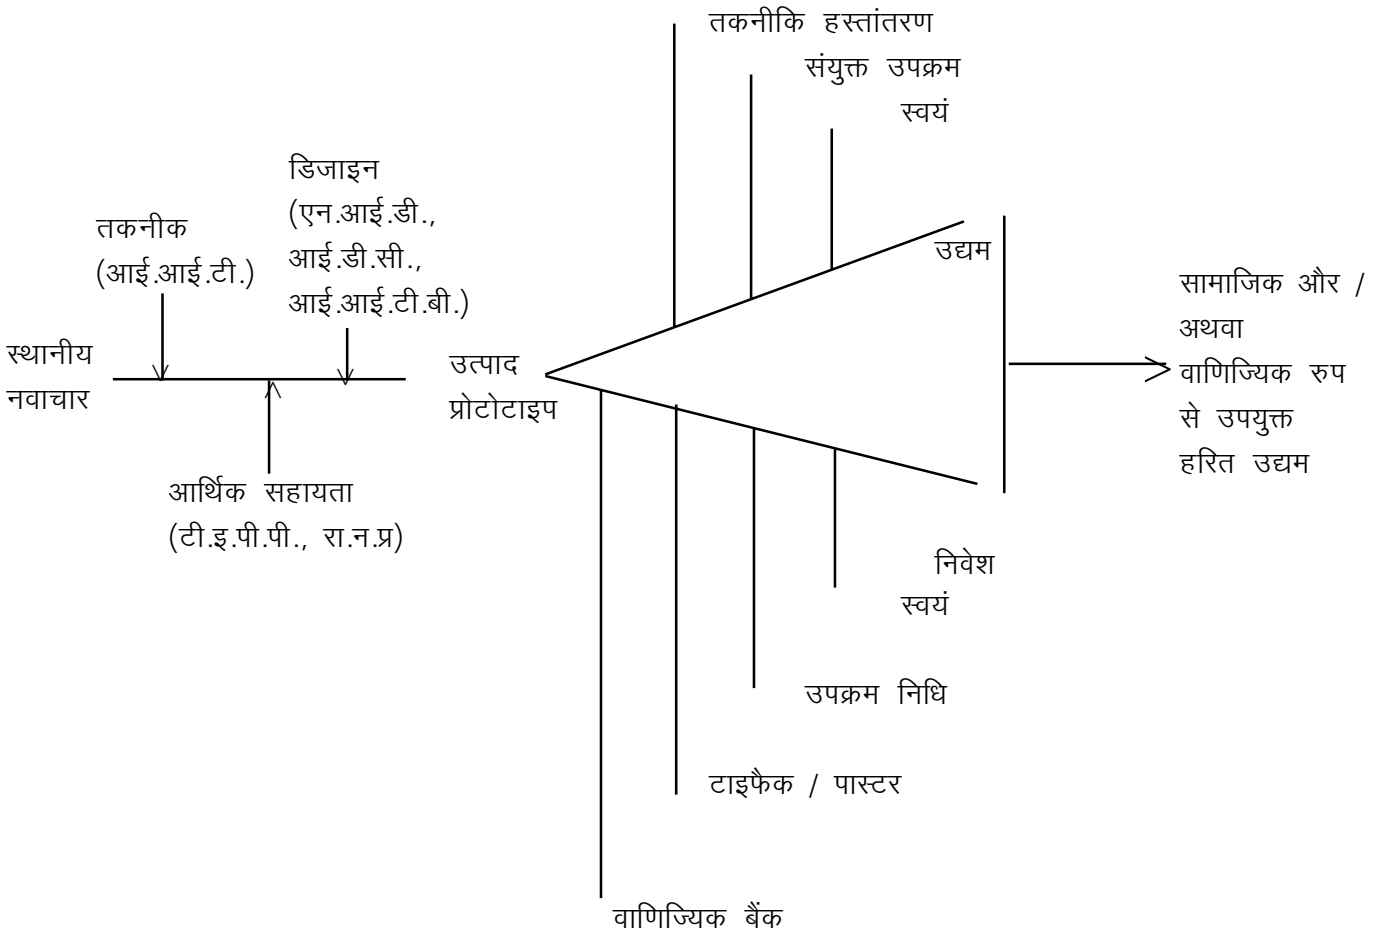 तकनीकि हस्तांतरण
संयुक्त उपक्रम
स्वयं
डिजाइन
(एन.आई.डी.,
आई.डी.सी.,
आई.आई.टी.बी.)
तकनीक
(आई.आई.टी.)
स्थानीय
नवाचार
आर्थिक सहायता
(टी.इ.पी.पी., रा.न.प्र)
उत्पाद
प्रोटोटाइप
उद्यम
सामाजिक और /
अथवा
वाणिज्यिक रुप
से उपयुक्त
हरित उद्यम
निवेश
स्वयं
उपक्रम निधि
टाइफैक / पास्टर
वाणिज्यिक बैंक